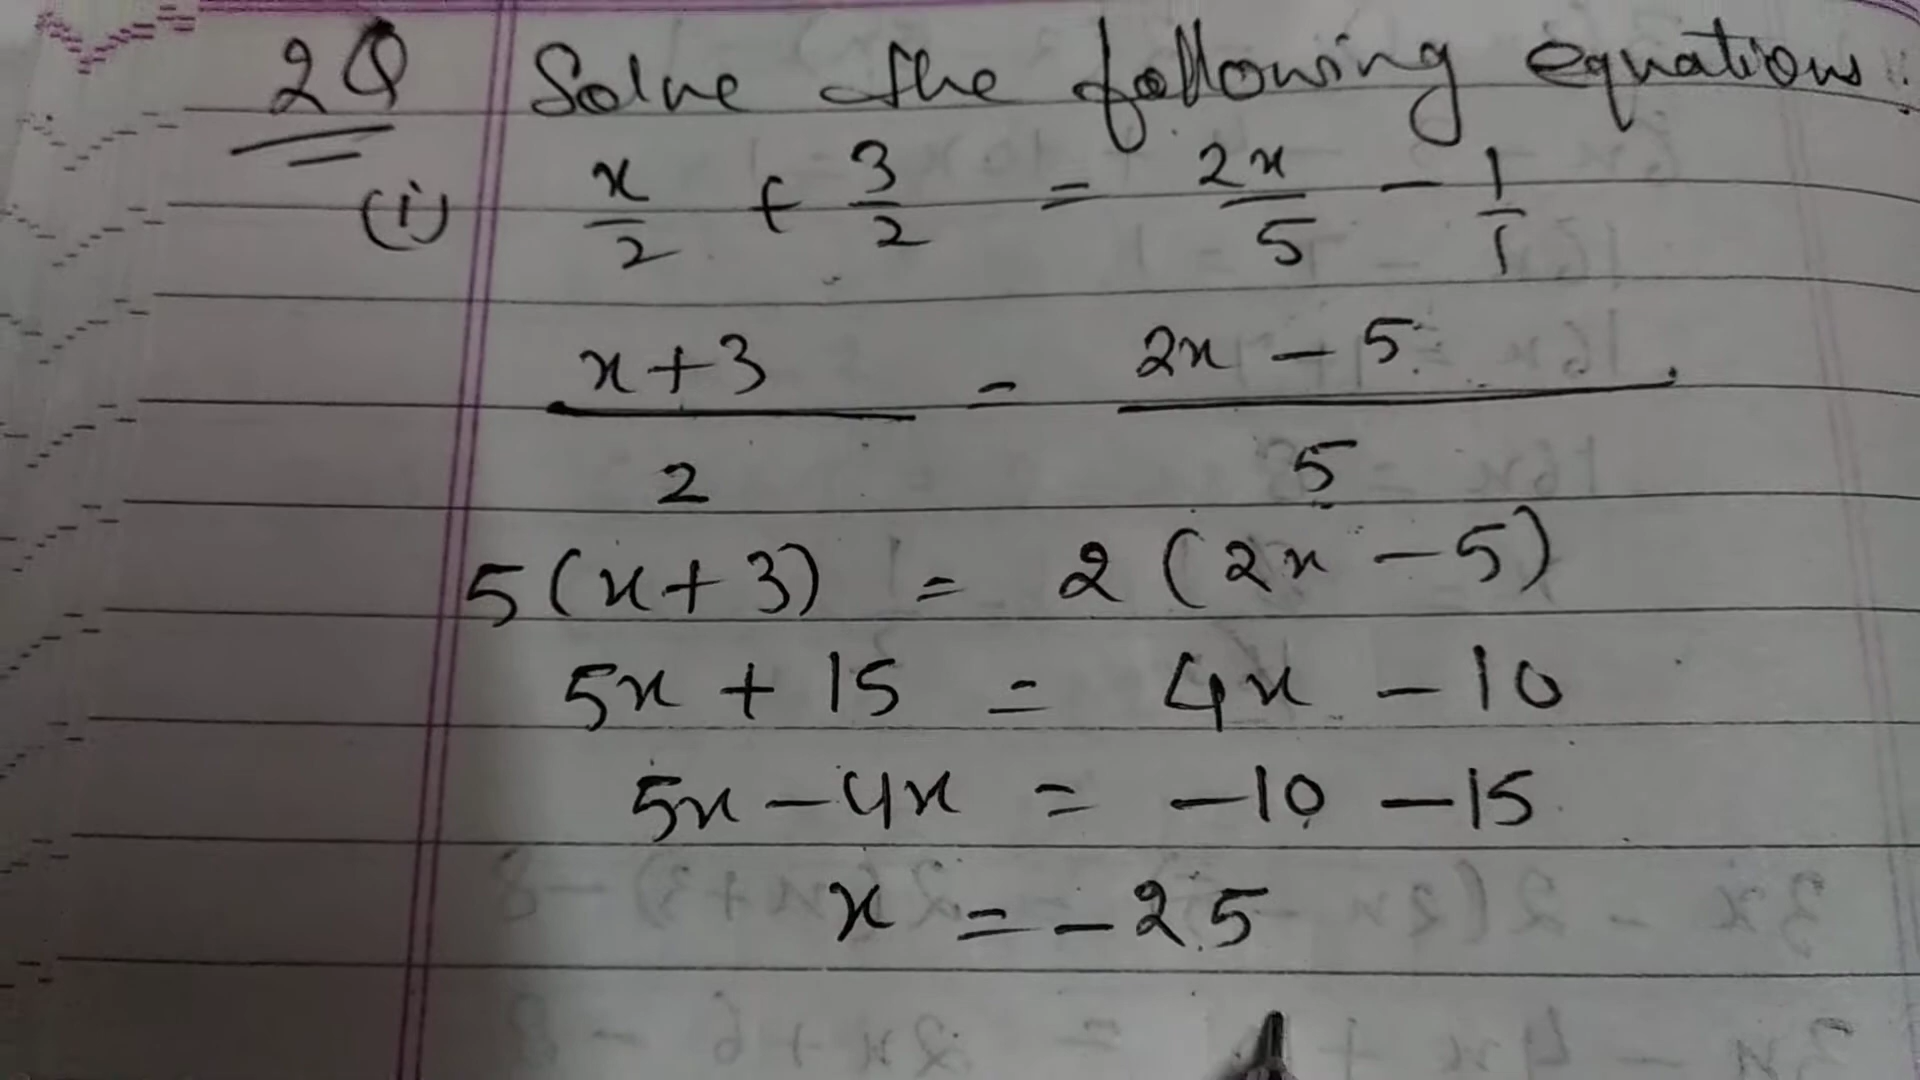 2Q Solve the following equations:
(i) x/2 + 3/2 = 2x/5 - 1/1
x+3/2 = 2x - 5/5
5(x+3) = 2(2x - 5)
5x + 15 = 4x - 10
5x - 4x = -10 - 15
x = -25